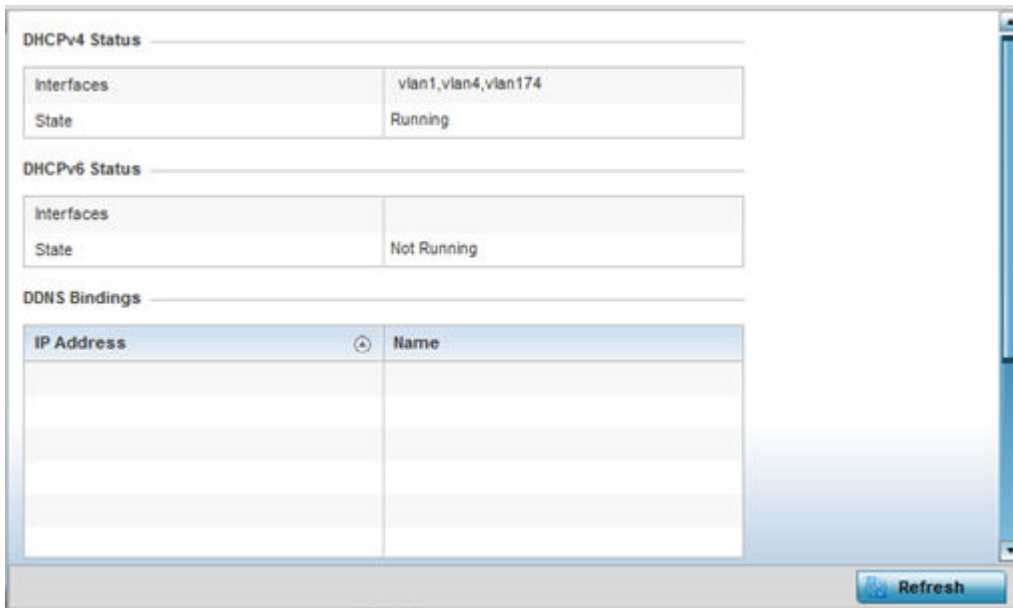 DHCPv4 Status
Interfaces vlan1,vlan4,vlan174
State Running
DHCPv6 Status
Interfaces
State Not Running
DDNS Bindings
IP Address Name
Refresh